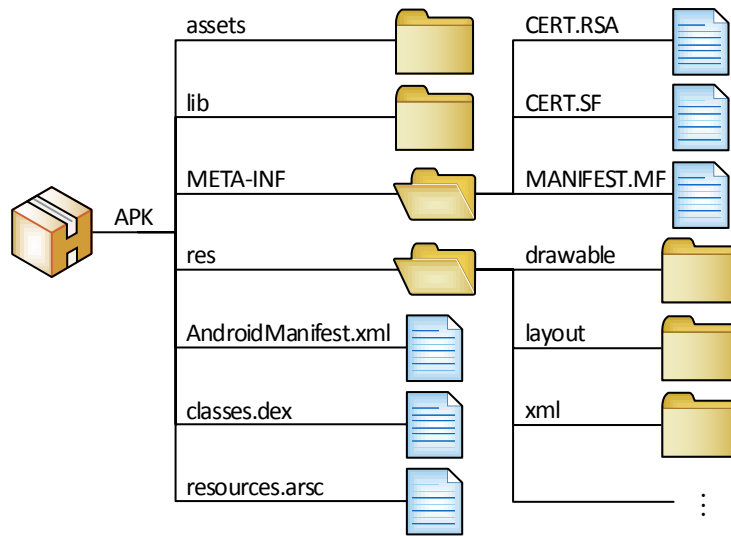 APK
assets
lib
META-INF
CERT.RSA
CERT.SF
MANIFEST.MF
res
drawable
layout
xml
⋮
AndroidManifest.xml
classes.dex
resources.arsc